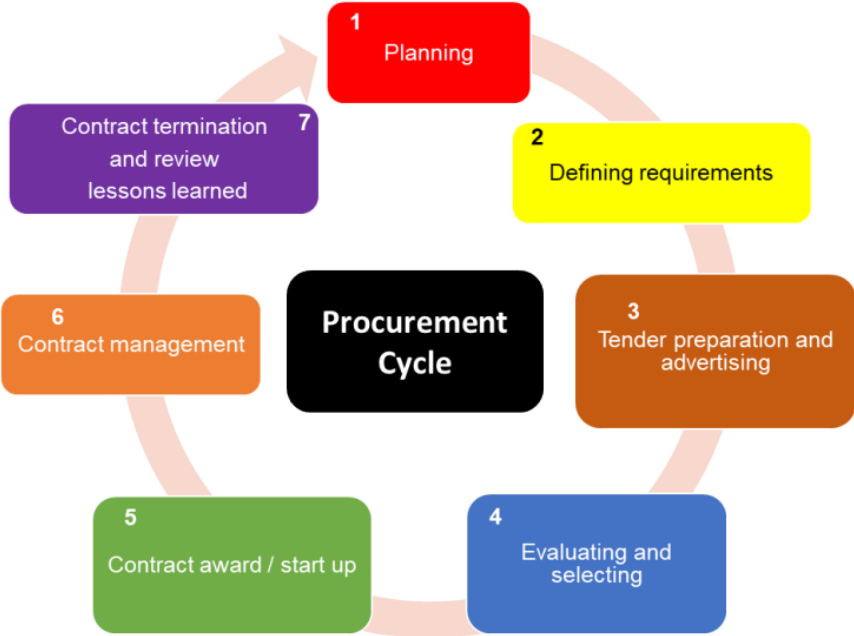 1
Planning
2
Defining requirements
3
Tender preparation and
advertising
4
Evaluating and
selecting
5
Contract award / start up
6
Contract management
7
Contract termination
and review
lessons learned
Procurement
Cycle